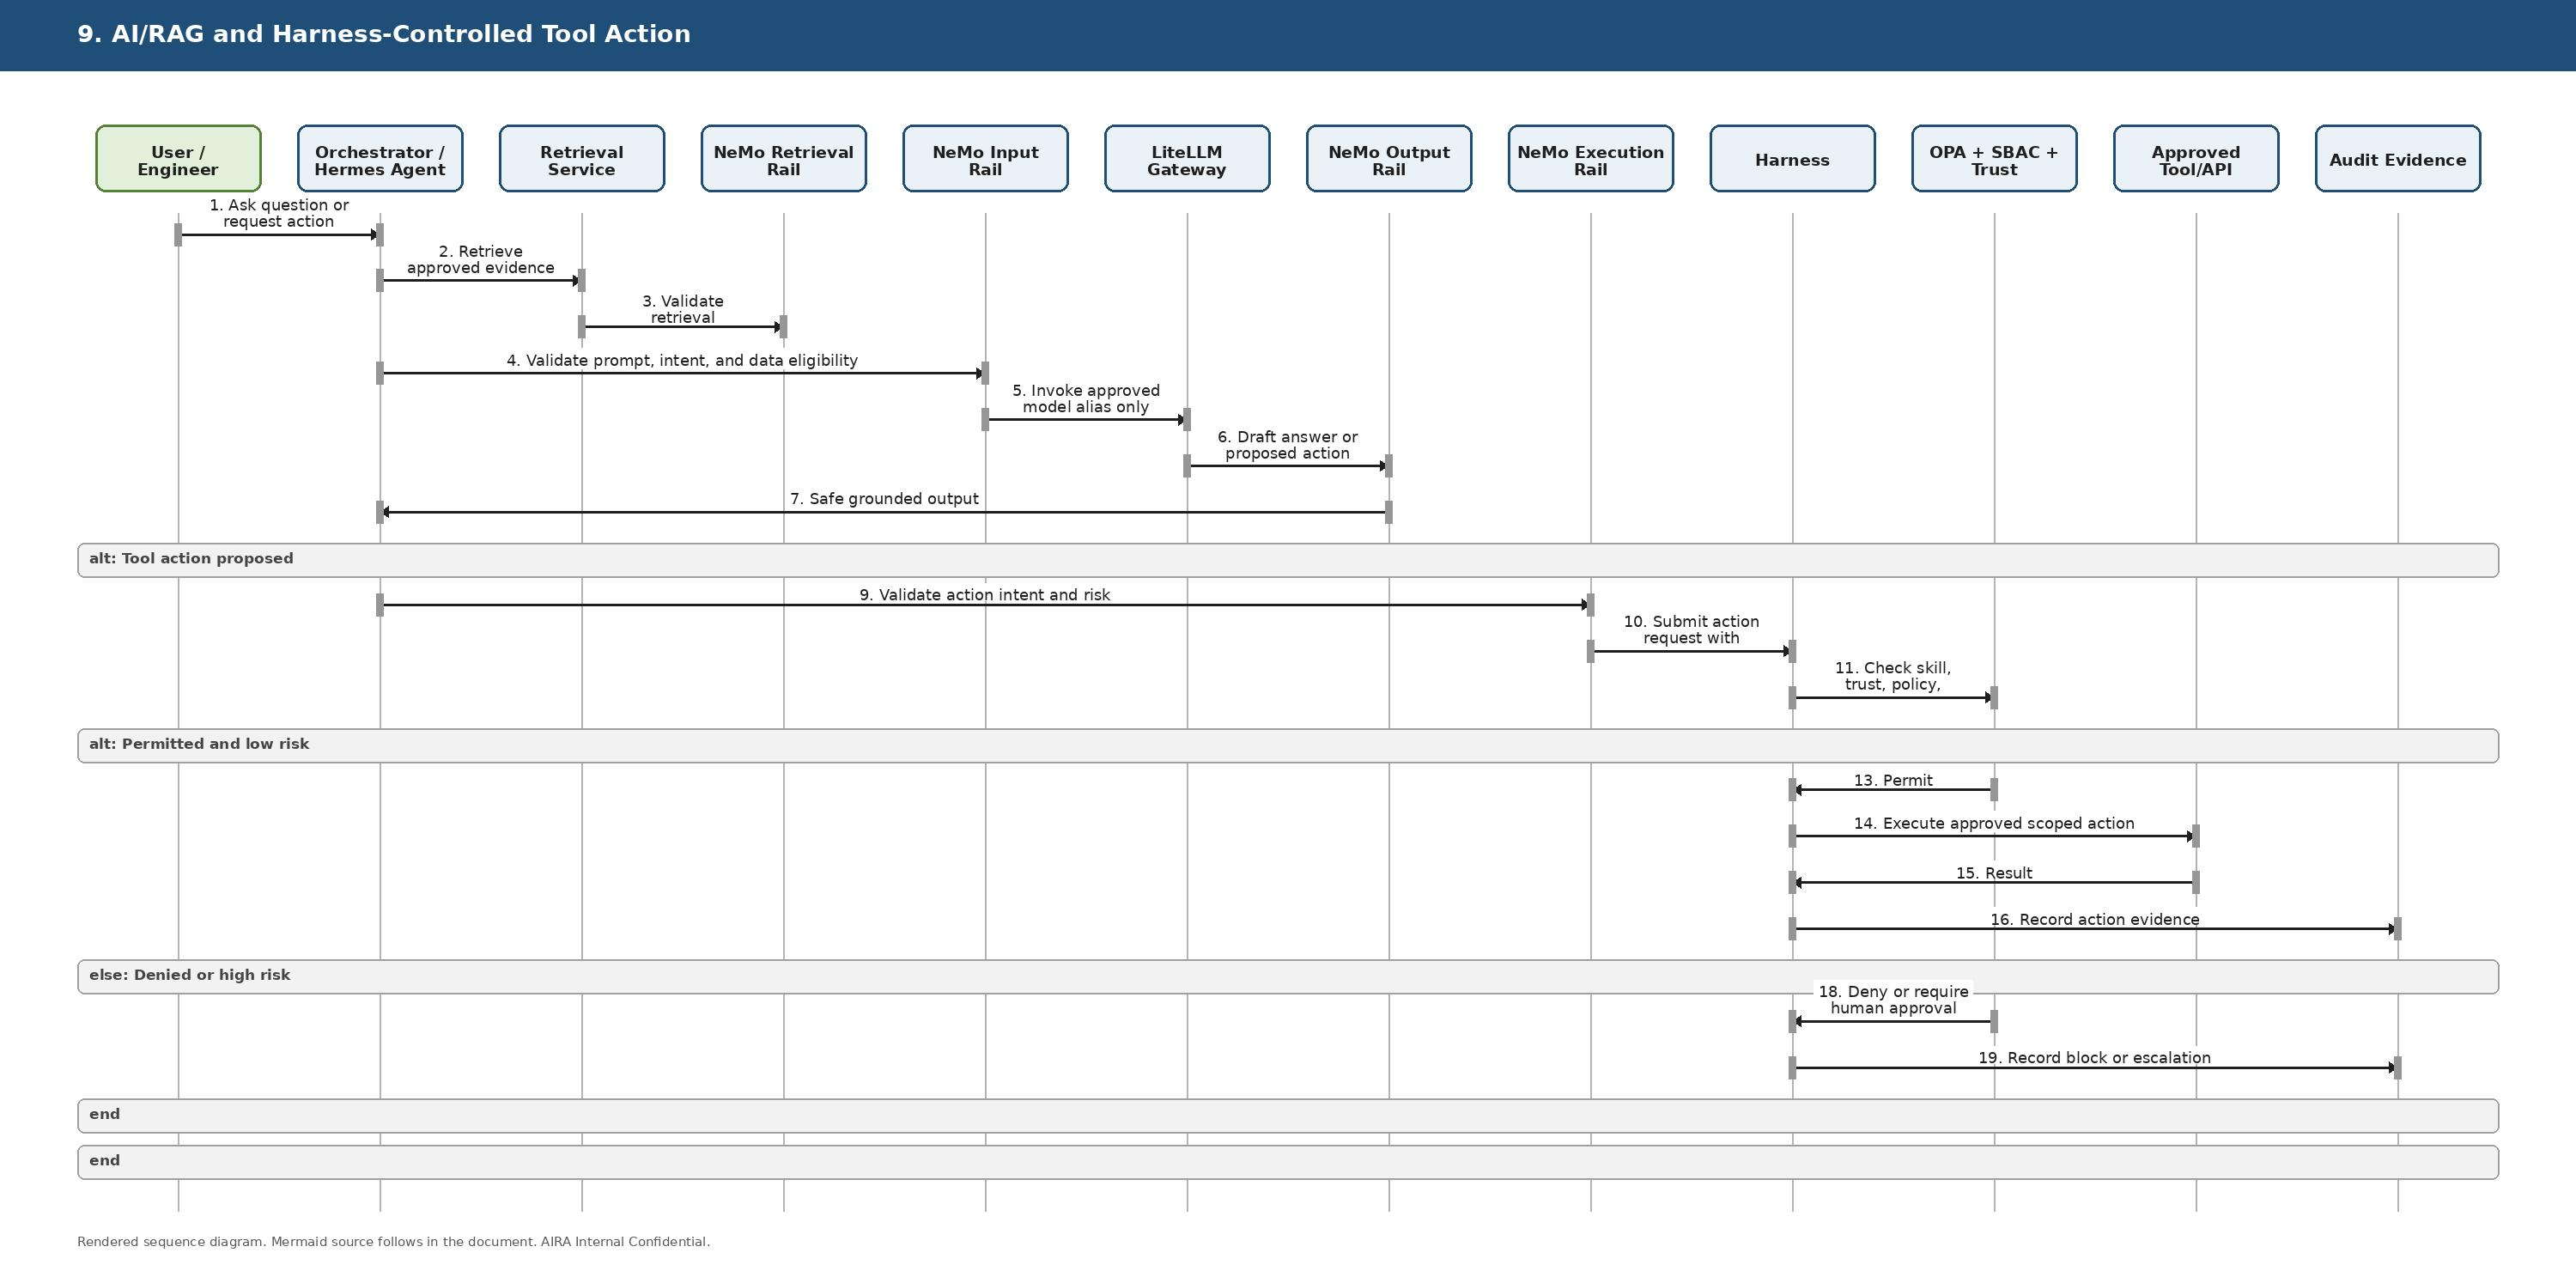 9. AI/RAG and Harness-Controlled Tool Action
User /
Engineer
Orchestrator /
Hermes Agent
Retrieval
Service
NeMo Retrieval
Rail
NeMo Input
Rail
LiteLLM
Gateway
NeMo Output
Rail
NeMo Execution
Rail
Harness
OPA + SBAC +
Trust
Approved
Tool/API
Audit Evidence
1. Ask question or
request action
2. Retrieve
approved evidence
3. Validate
retrieval
4. Validate prompt, intent, and data eligibility
5. Invoke approved
model alias only
6. Draft answer or
proposed action
7. Safe grounded output
alt: Tool action proposed
9. Validate action intent and risk
10. Submit action
request with
11. Check skill,
trust, policy,
alt: Permitted and low risk
13. Permit
14. Execute approved scoped action
15. Result
16. Record action evidence
else: Denied or high risk
18. Deny or require
human approval
19. Record block or escalation
end
end
Rendered sequence diagram. Mermaid source follows in the document. AIRA Internal Confidential.